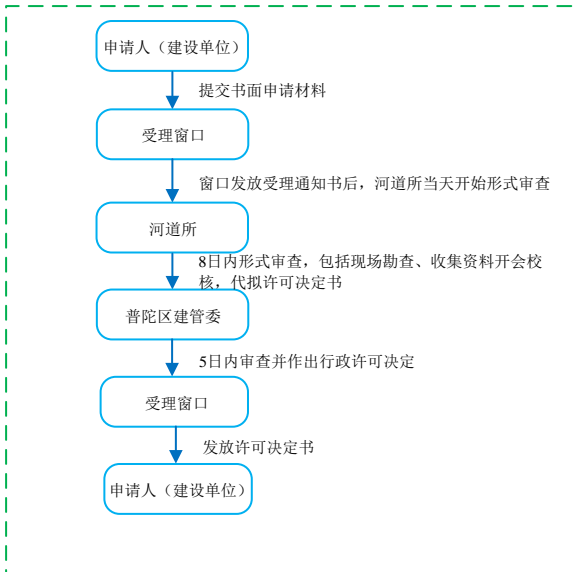 申请人（建设单位）
提交书面申请材料
受理窗口
窗口发放受理通知书后，河道所当天开始形式审查
河道所
8日内形式审查，包括现场勘查、收集资料开会校
核，代拟许可决定书
普陀区建管委
5日内审查并作出行政许可决定
受理窗口
发放许可决定书
申请人（建设单位）